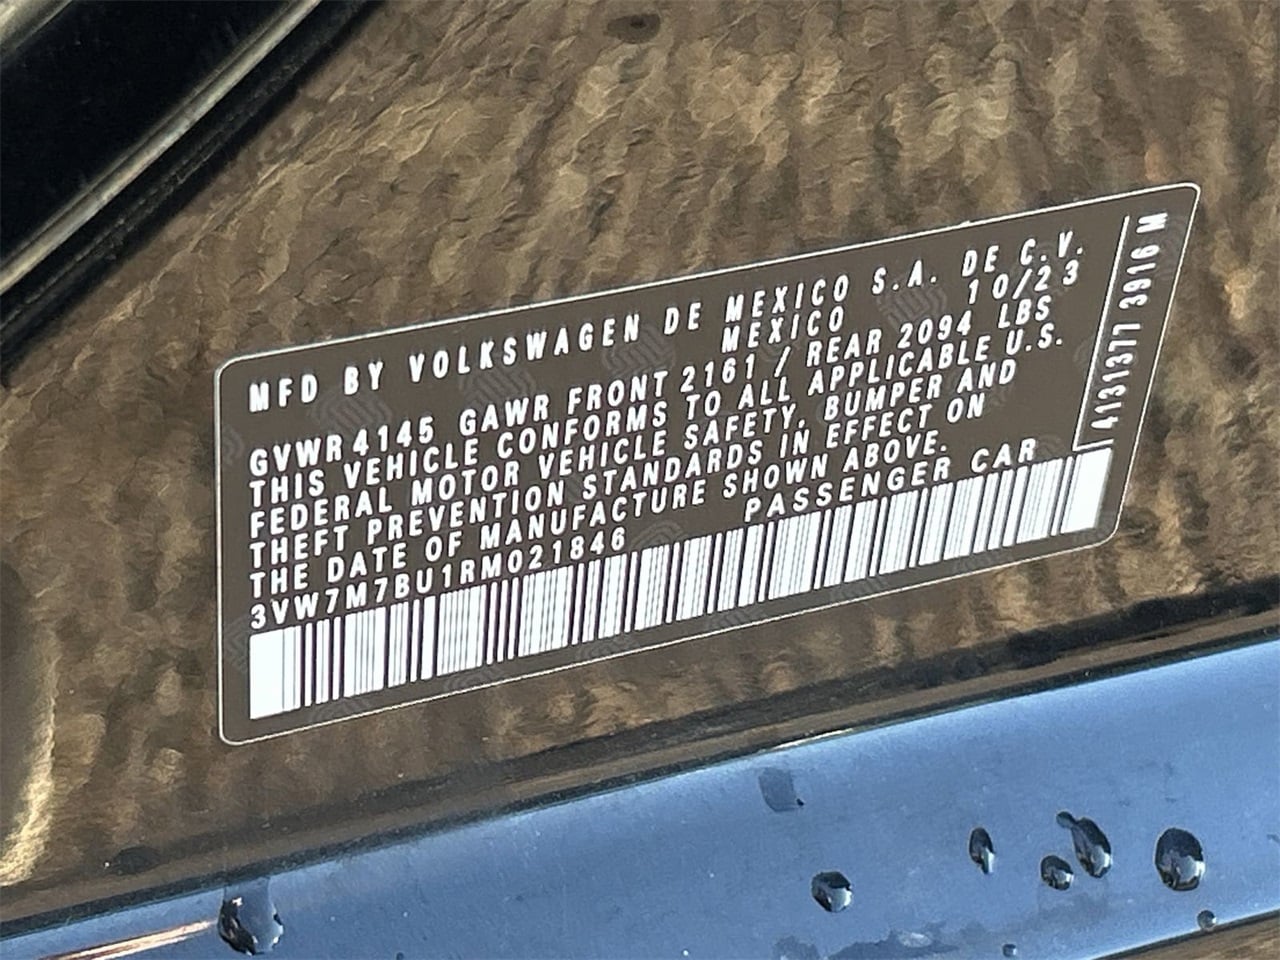 MFD BY VOLKSWAGEN DE MEXICO S.A. DE C.V.
MEXICO 10/23
GVWR 4145 GAWR FRONT 2161 / REAR 2094 LBS
THIS VEHICLE CONFORMS TO ALL APPLICABLE U.S.
FEDERAL MOTOR VEHICLE SAFETY, BUMPER AND
THEFT PREVENTION STANDARDS IN EFFECT ON
THE DATE OF MANUFACTURE SHOWN ABOVE.
3VW7M7BU1RM021846 PASSENGER CAR
4131377 3916 M